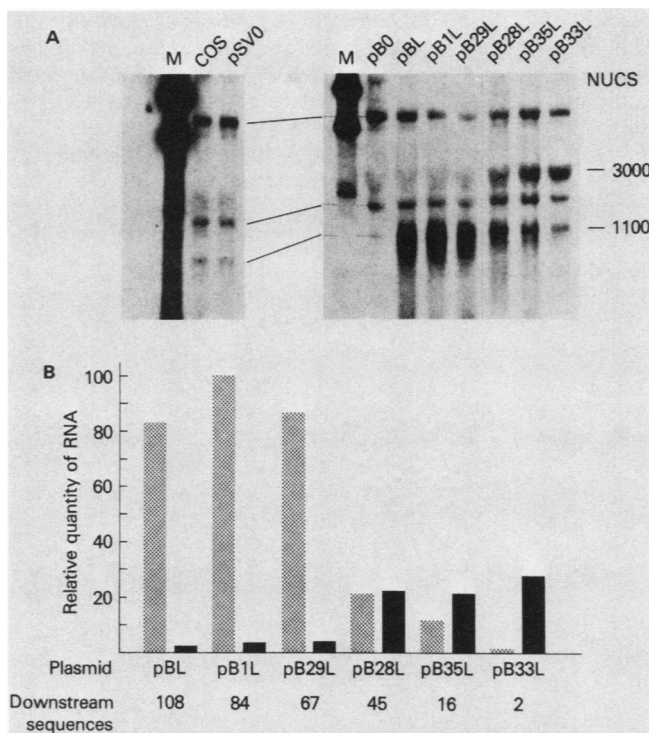 A
M COS pSV0 M pB0 pBL pB1L pB29L pB28L pB35L pB33L
NUCS
3000
1100
B
Relative quantity of RNA
100
80
60
40
20
Plasmid pBL pB1L pB29L pB28L pB35L pB33L
Downstream sequences 108 84 67 45 16 2